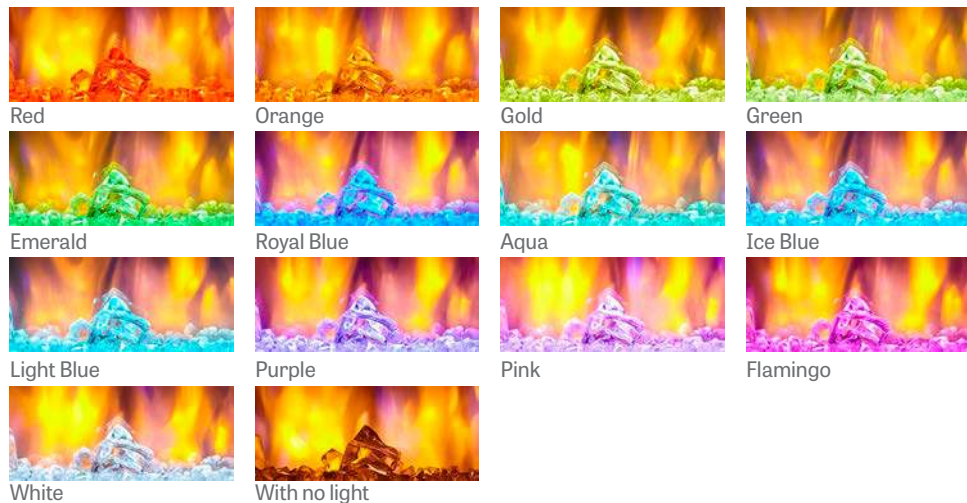 Red
Orange
Gold
Green
Emerald
Royal Blue
Aqua
Ice Blue
Light Blue
Purple
Pink
Flamingo
White
With no light